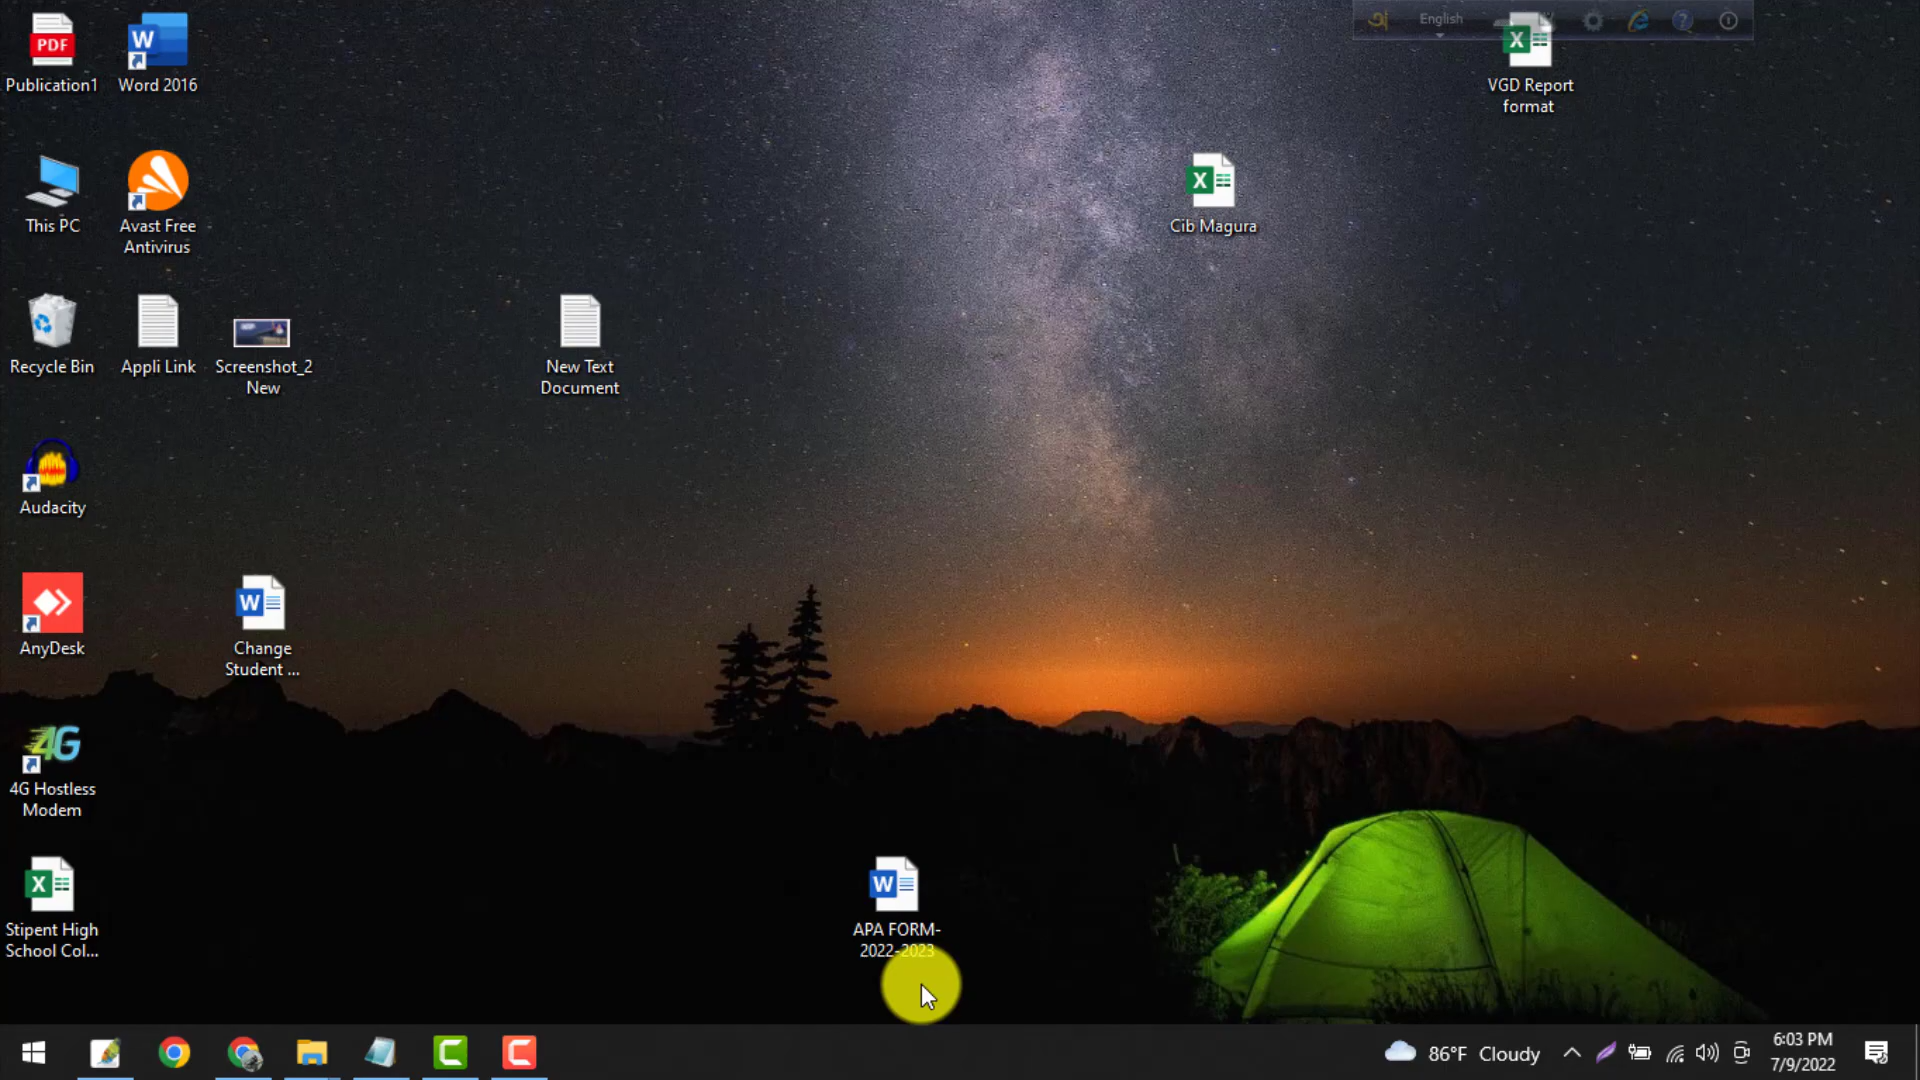 অ English
PDF
Publication1
W
Word 2016
X
VGD Report
format
This PC
Avast Free
Antivirus
X
Cib Magura
Recycle Bin
Appli Link
Screenshot_2
New
New Text
Document
Audacity
AnyDesk
W
Change
Student ...
4G
4G Hostless
Modem
X
Stipent High
School Col...
W
APA FORM-
2022-2023
86°F Cloudy
6:03 PM
7/9/2022